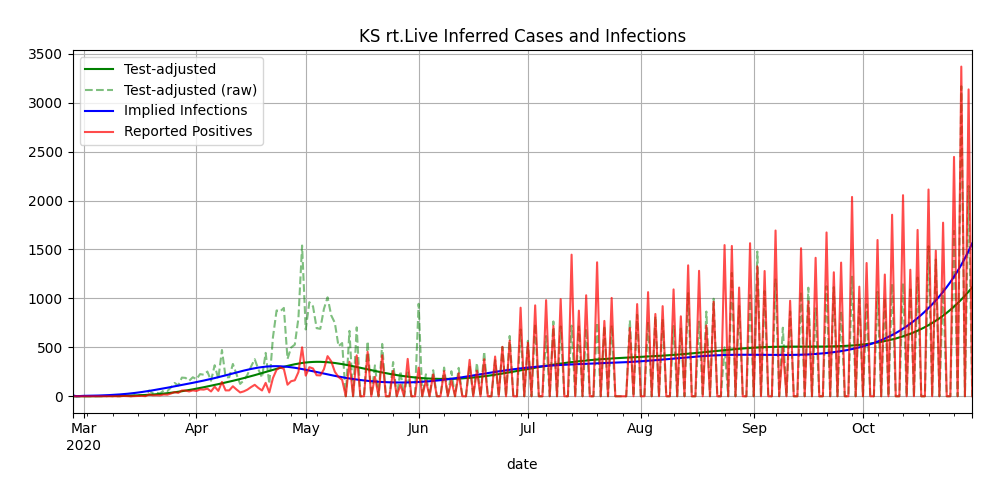 KS rt.Live Inferred Cases and Infections
3500
3000
2500
2000
1500
1000
500
0
Test-adjusted
Test-adjusted (raw)
Implied Infections
Reported Positives
Mar Apr May Jun Jul Aug Sep Oct
2020
date